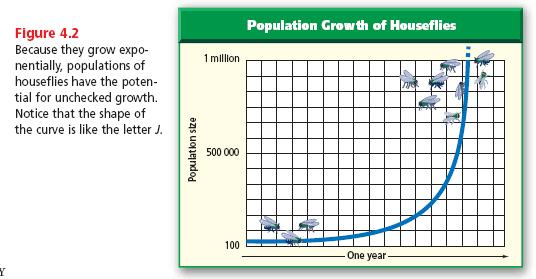 Figure 4.2
Because they grow expo-
nentially, populations of
houseflies have the poten-
tial for unchecked growth.
Notice that the shape of
the curve is like the letter J.
Population Growth of Houseflies
1 million
500 000
100
Population size
One year
Y